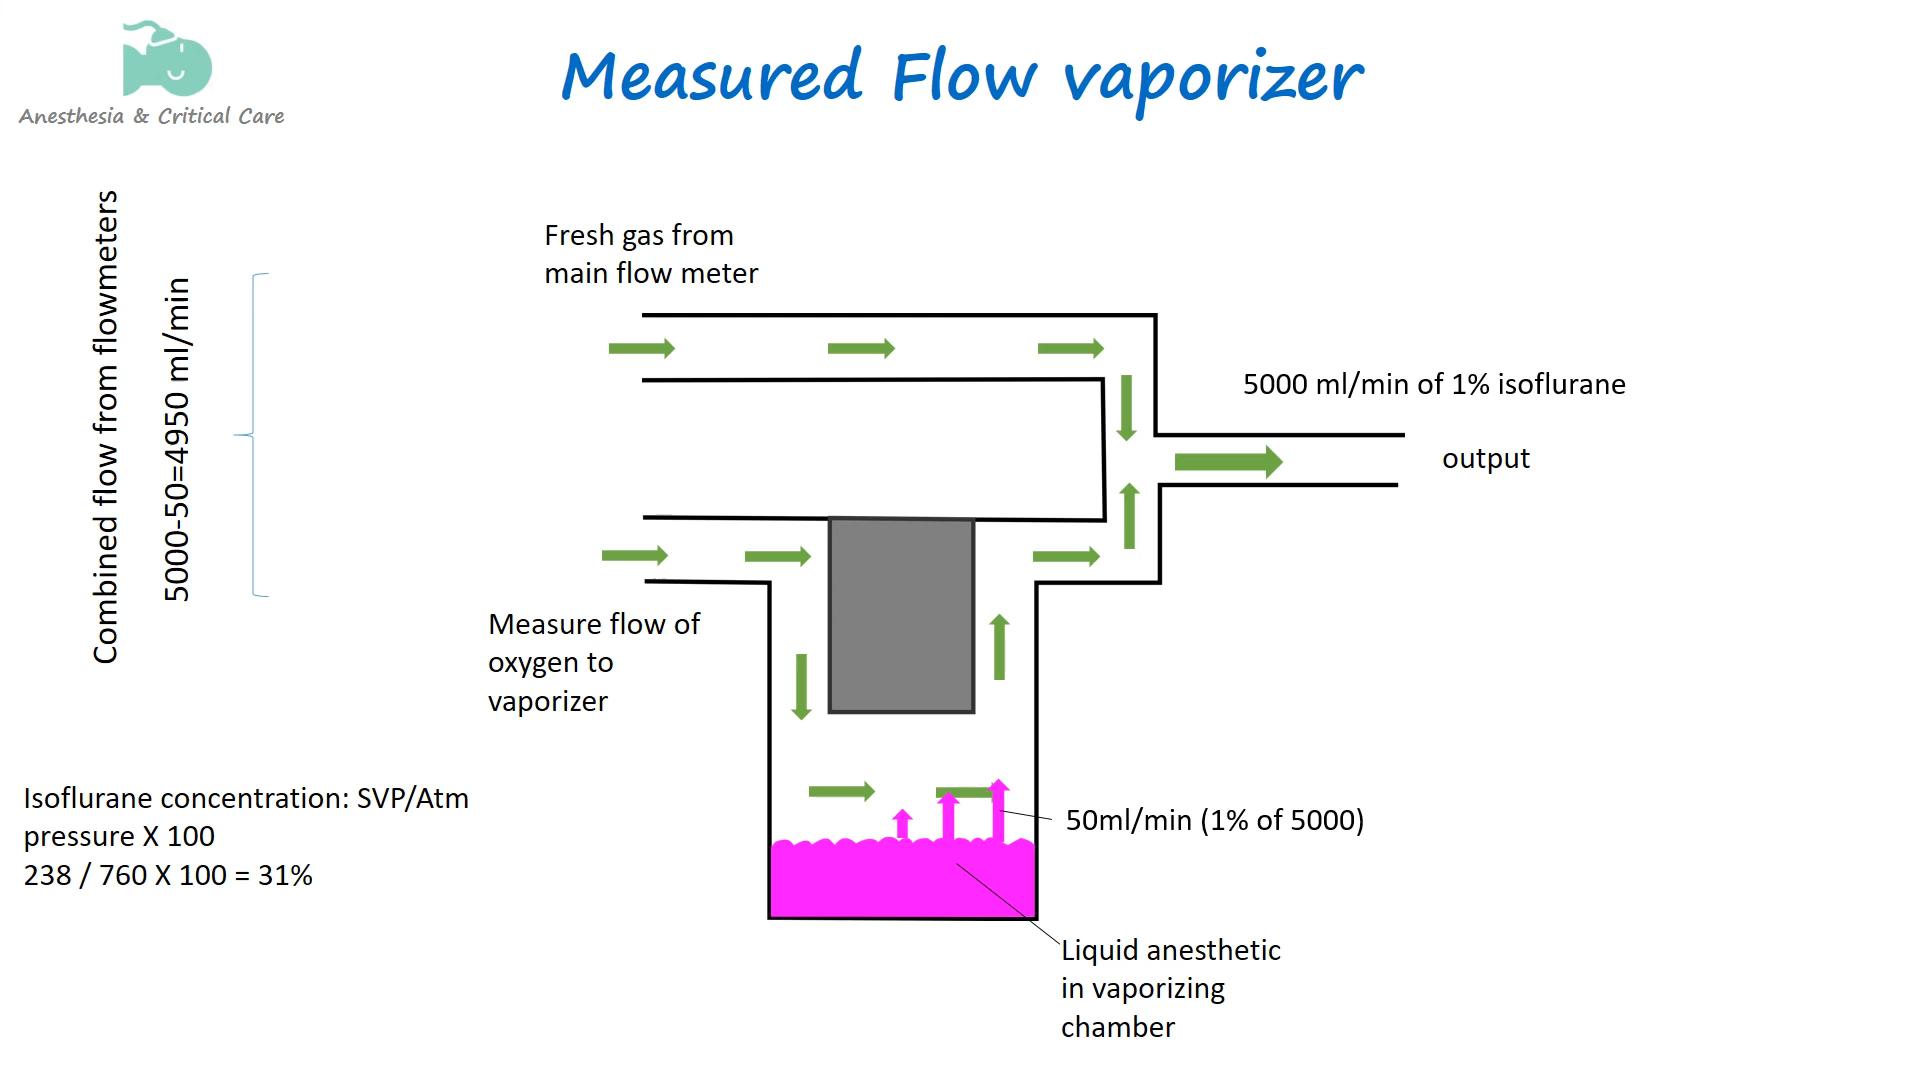 Anesthesia & Critical Care
Measured Flow vaporizer
Combined flow from flowmeters
5000-50=4950 ml/min
Fresh gas from
main flow meter
5000 ml/min of 1% isoflurane
output
Measure flow of
oxygen to
vaporizer
Isoflurane concentration: SVP/Atm
pressure X 100
238 / 760 X 100 = 31%
50ml/min (1% of 5000)
Liquid anesthetic
in vaporizing
chamber